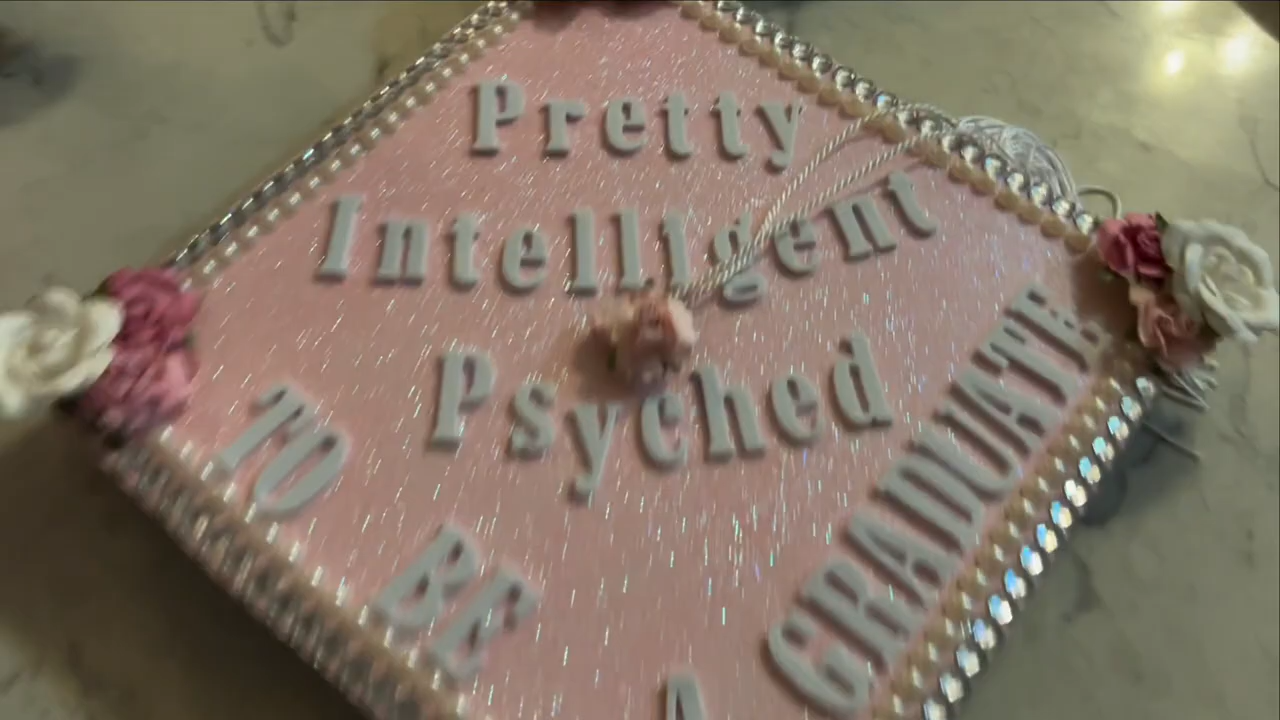 Pretty
Intelligent
Psyched
TO
BE
A
GRADUATE